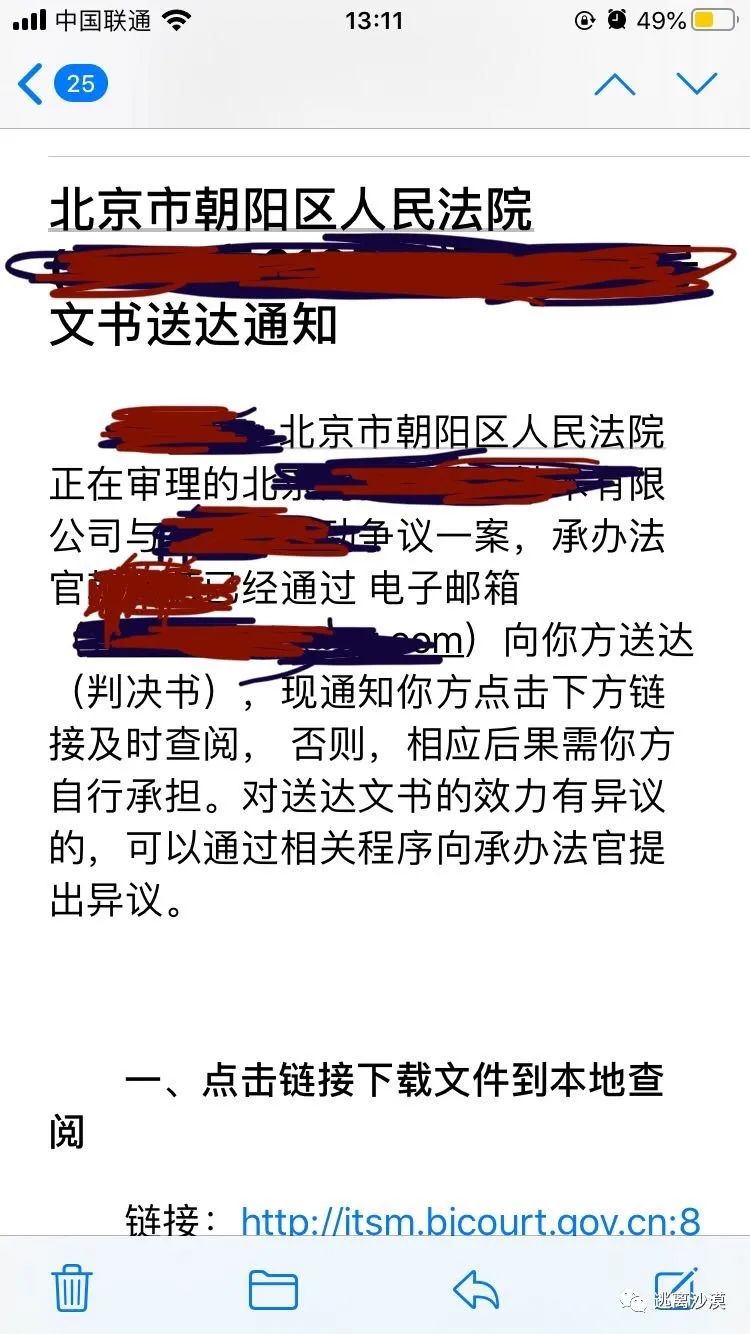 中国联通
13:11
49%
25
北京市朝阳区人民法院
文书送达通知
北京市朝阳区人民法院
正在审理的北京 有限
公司与 争议一案，承办法
官 已经通过 电子邮箱
com）向你方送达
（判决书），现通知你方点击下方链
接及时查阅， 否则，相应后果需你方
自行承担。对送达文书的效力有异议
的，可以通过相关程序向承办法官提
出异议。
一、点击链接下载文件到本地查
阅
链接：http://itsm.bjcourt.gov.cn:8
逃离沙漠